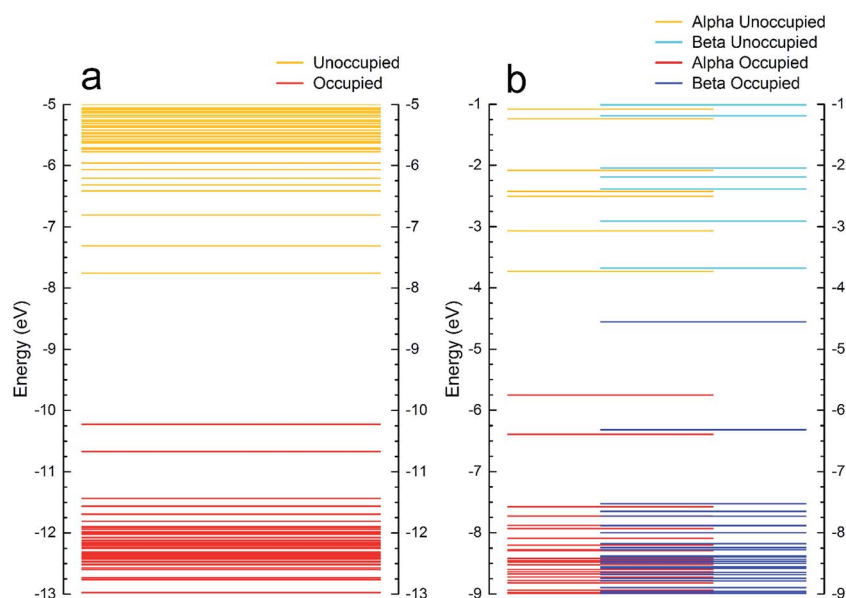 Alpha Unoccupied
Beta Unoccupied
a
Unoccupied
b
Alpha Occupied
Occupied
Beta Occupied
-5 -5 -1 -1
-6 -6 -2 -2
-7 -7 -3 -3
-8 -8 -4 -4
Energy (eV)
-9 -9 -5 -5
Energy (eV)
-10 -10 -6 -6
-11 -11 -7 -7
-12 -12 -8 -8
-13 -13 -9 -9